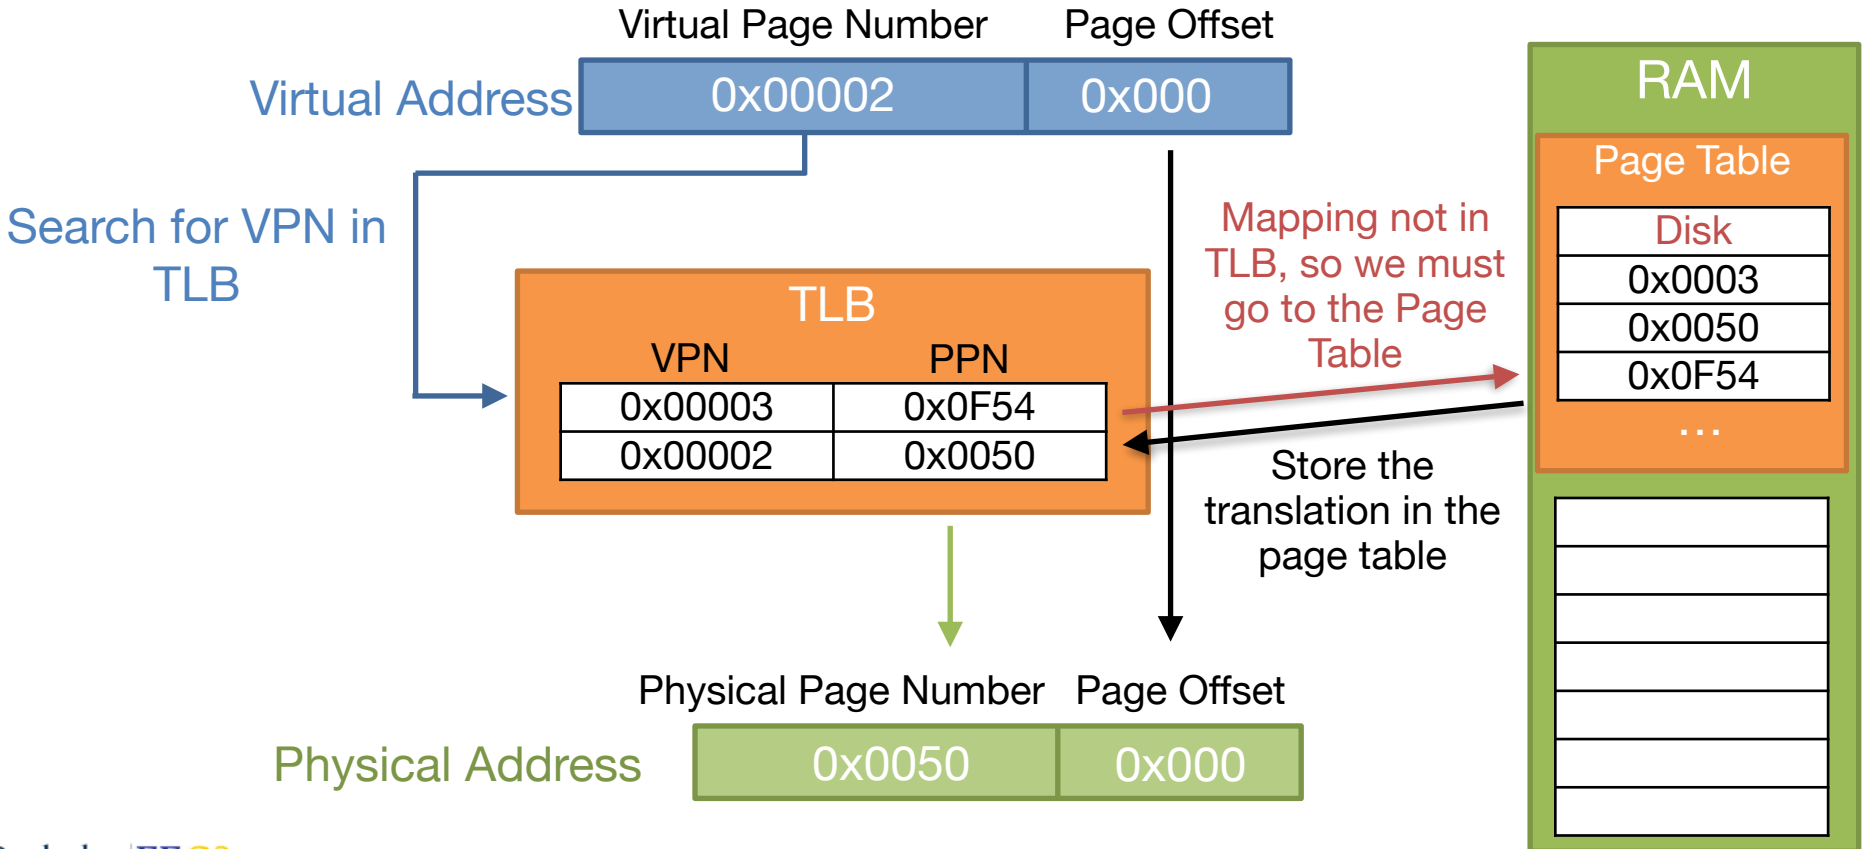 Virtual Page Number Page Offset
Virtual Address 0x00002 0x000
Search for VPN in
TLB
TLB
VPN PPN
0x00003 0x0F54
0x00002 0x0050
Mapping not in
TLB, so we must
go to the Page
Table
Store the
translation in the
page table
RAM
Page Table
Disk
0x0003
0x0050
0x0F54
...
Physical Page Number Page Offset
Physical Address 0x0050 0x000